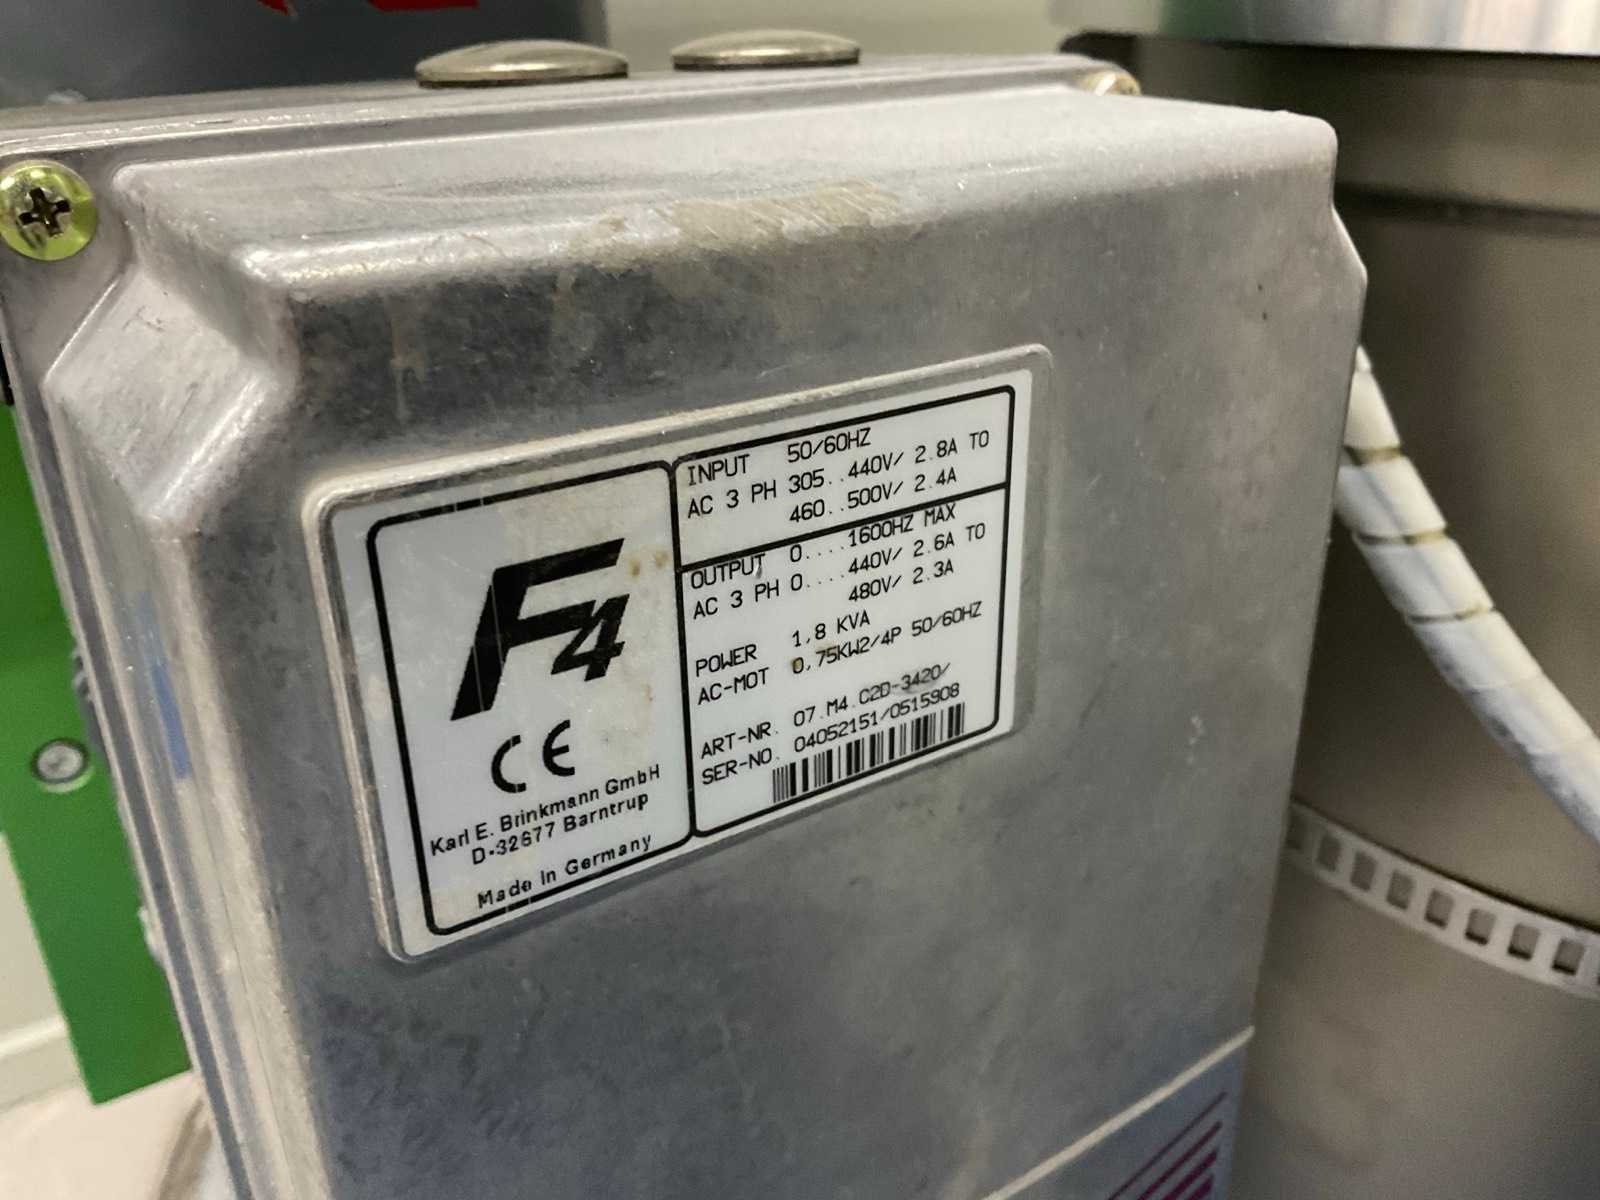 F4
CE
Karl E. Brinkmann GmbH
D-32677 Barntrup
Made in Germany
INPUT 50/60HZ
AC 3 PH 305..440V/ 2.8A TO
460..500V/ 2.4A
OUTPUT 0....1600HZ MAX
AC 3 PH 0....440V/ 2.6A TO
480V/ 2.3A
POWER 1,8 KVA
AC-MOT 0,75KW2/4P 50/60HZ
ART-NR. 07.M4.C2D-3420/
SER-NO. 04052151/0515908